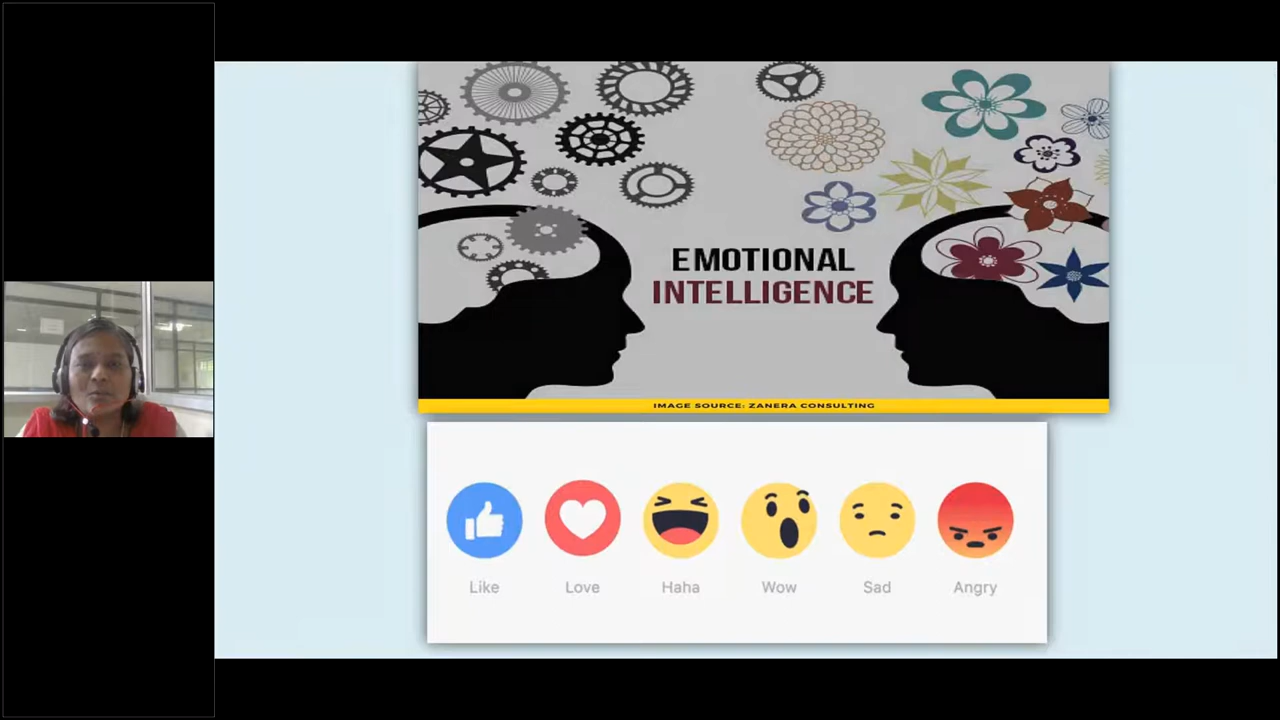 EMOTIONAL
INTELLIGENCE
IMAGE SOURCE: ZANERA CONSULTING
Like
Love
Haha
Wow
Sad
Angry